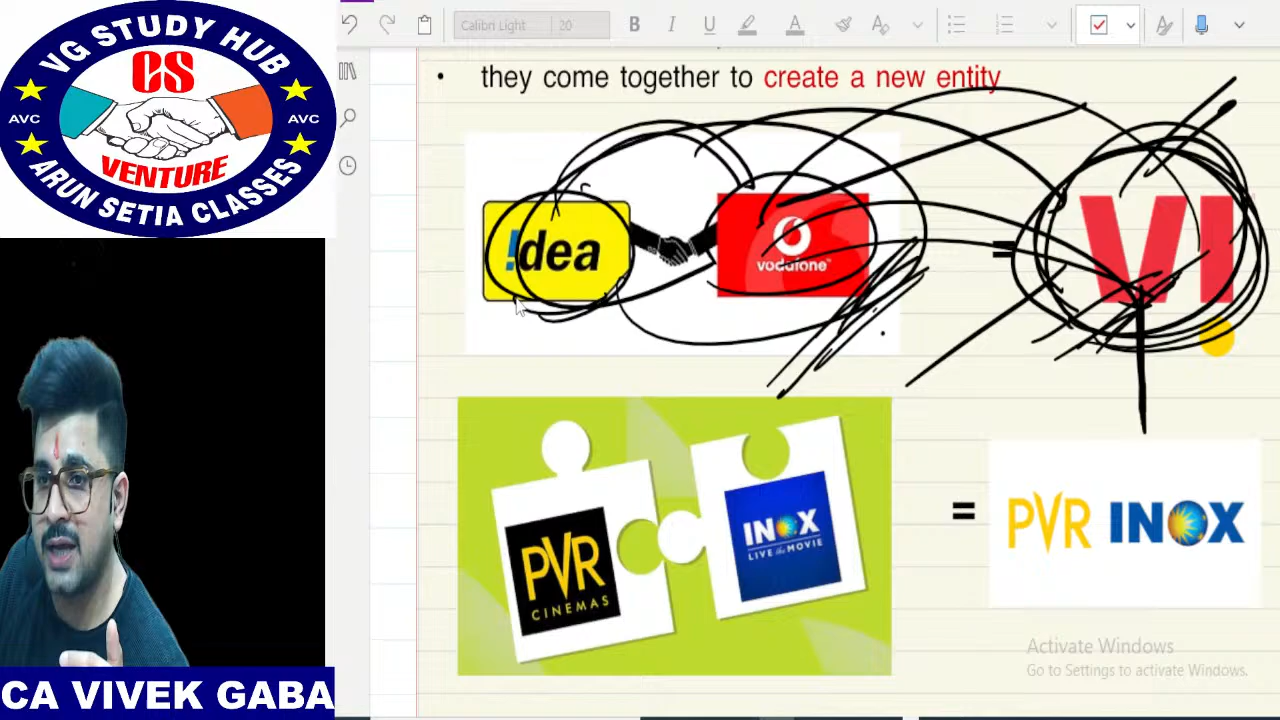 VG STUDY HUB
CS
AVC
AVC
VENTURE
ARUN SETIA CLASSES
Calibri Light
20
B
I
U
A
A
• they come together to create a new entity
!dea
vodafone
=
VI
PVR
CINEMAS
INOX
LIVE the MOVIE
=
PVR INOX
Activate Windows
Go to Settings to activate Windows.
CA VIVEK GABA